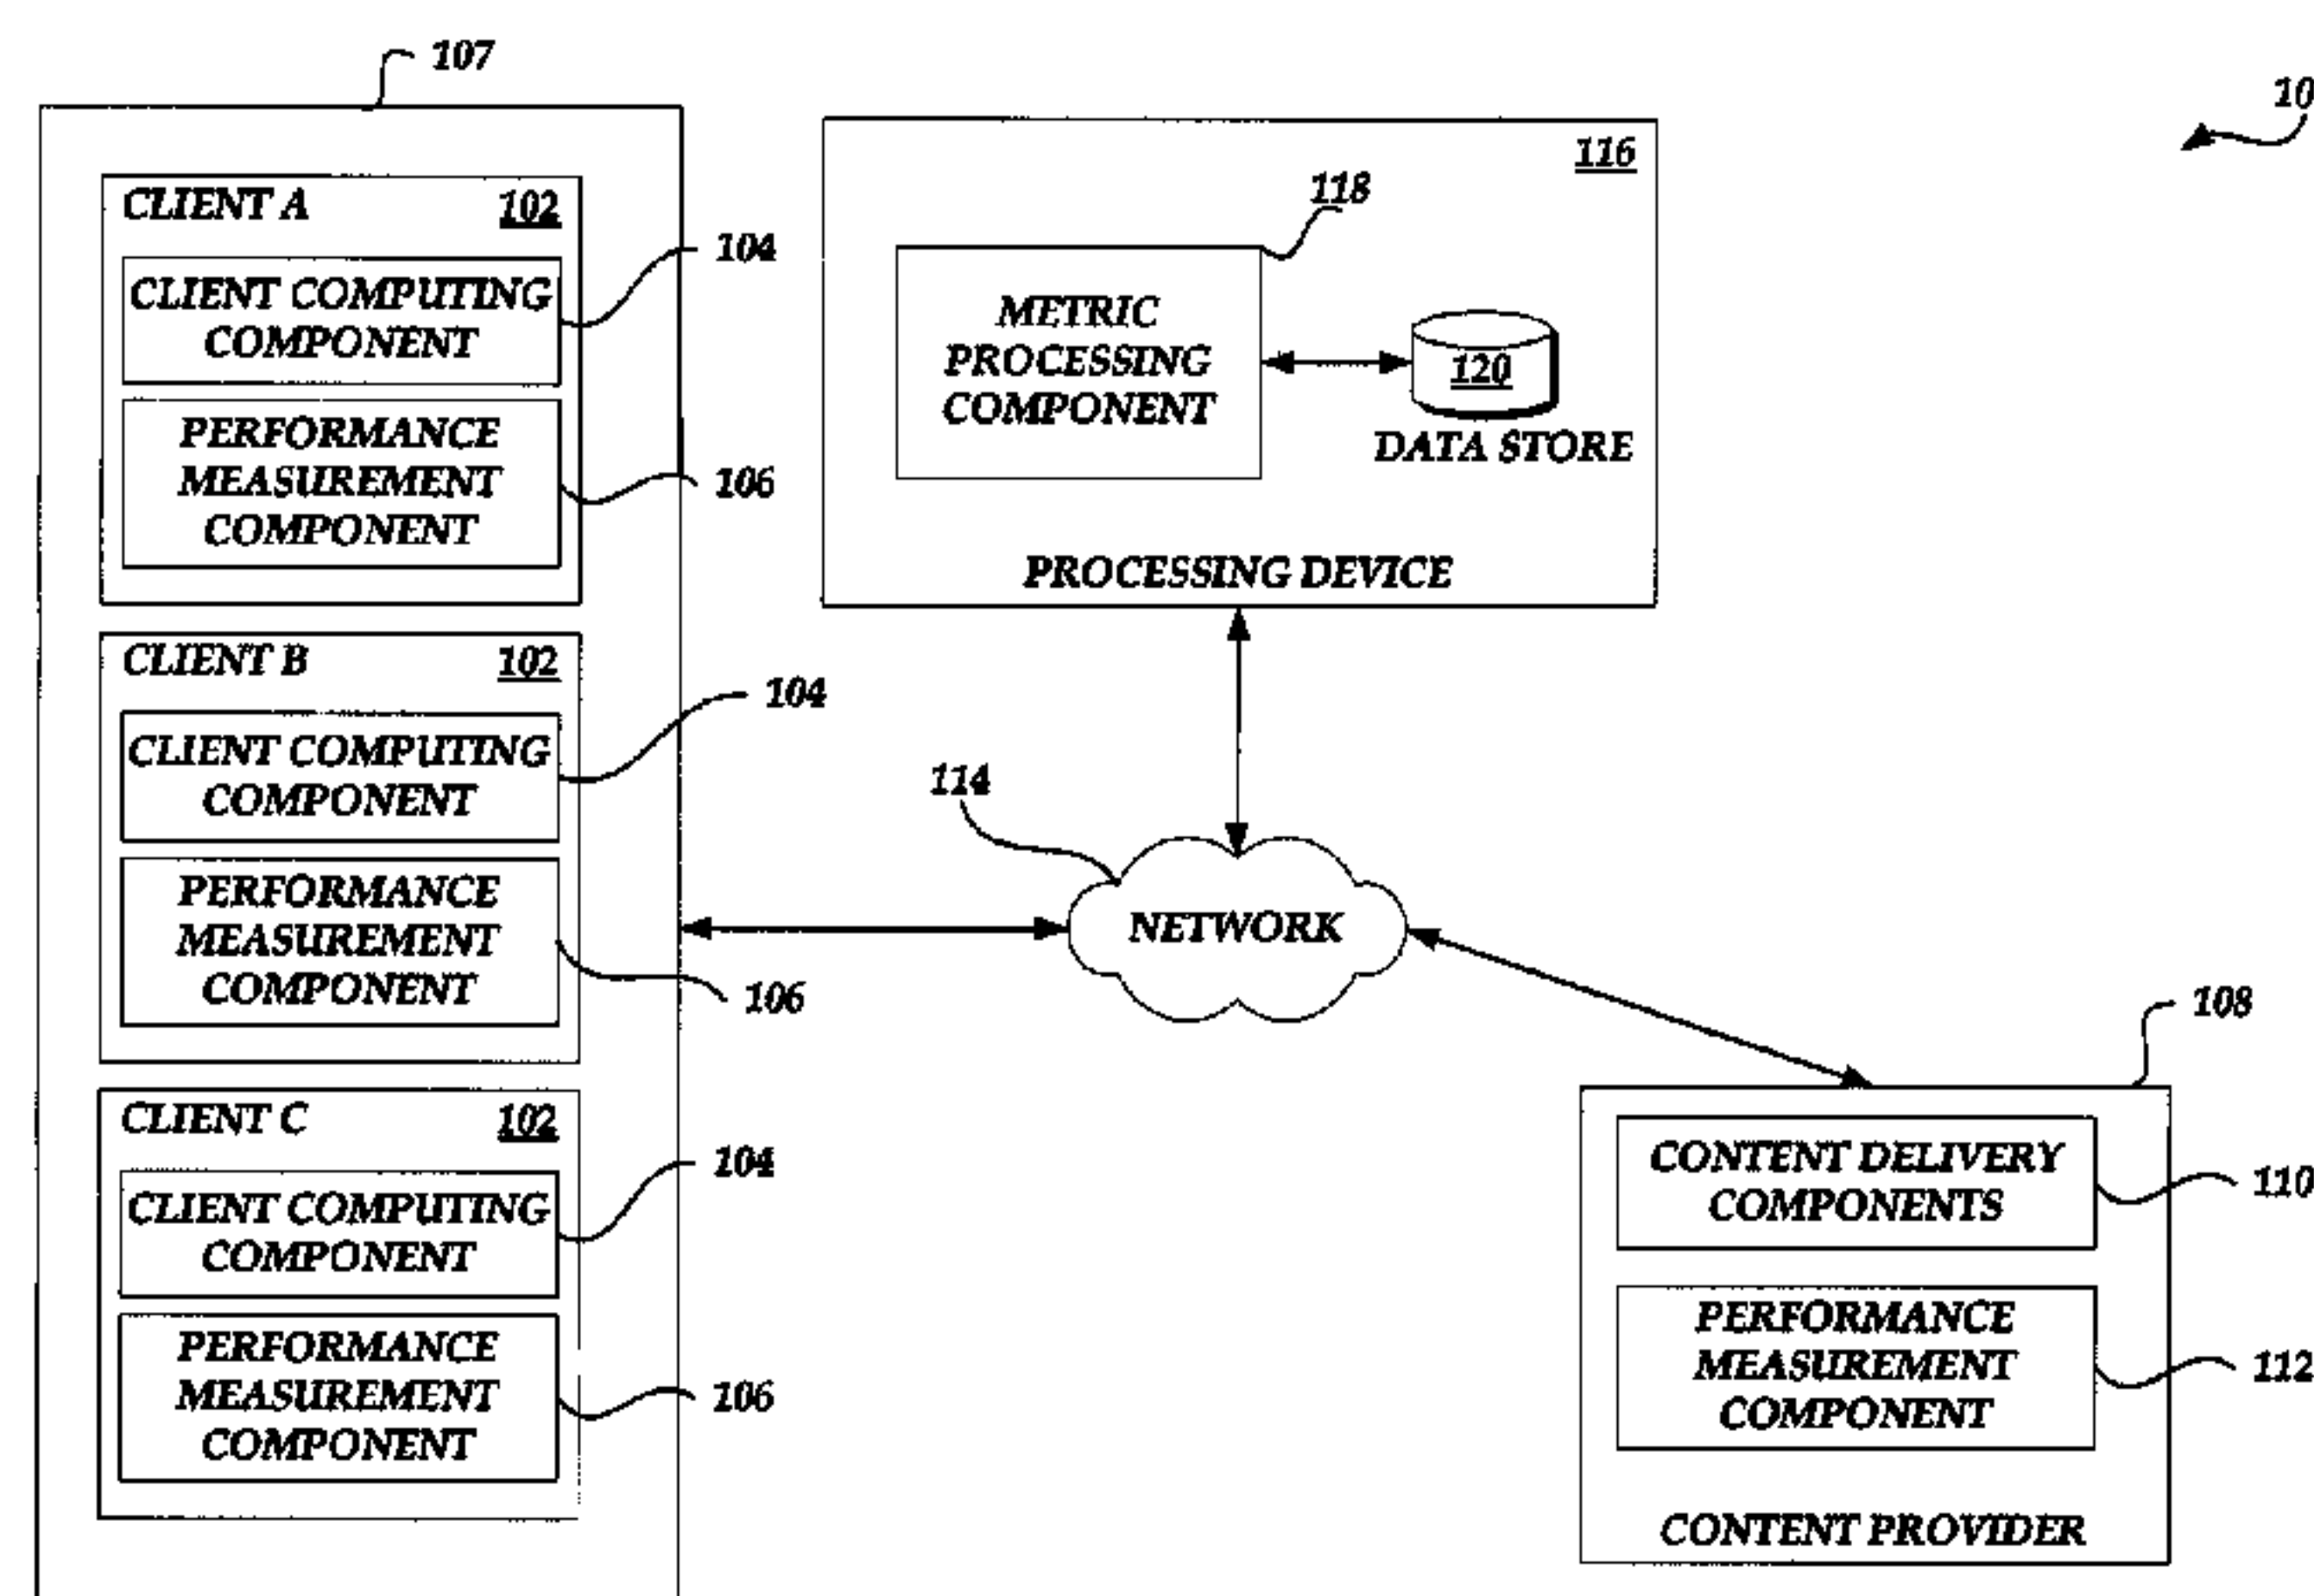 107
10
CLIENT A 102
CLIENT COMPUTING
COMPONENT
104
PERFORMANCE
MEASUREMENT
COMPONENT
106
CLIENT B 102
CLIENT COMPUTING
COMPONENT
104
PERFORMANCE
MEASUREMENT
COMPONENT
106
CLIENT C 102
CLIENT COMPUTING
COMPONENT
104
PERFORMANCE
MEASUREMENT
COMPONENT
106
116
118
METRIC
PROCESSING
COMPONENT
120
DATA STORE
PROCESSING DEVICE
114
NETWORK
108
CONTENT DELIVERY
COMPONENTS
110
PERFORMANCE
MEASUREMENT
COMPONENT
112
CONTENT PROVIDER